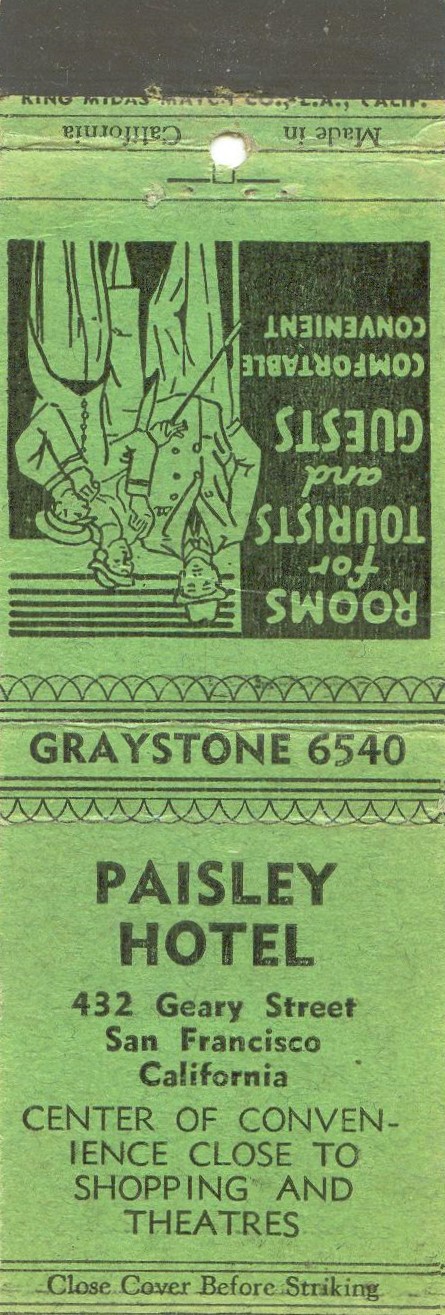 KING MIDAS MATCH CO., L.A., CALIF.
Made in California
ROOMS
for
TOURISTS
and
GUESTS
COMFORTABLE
CONVENIENT
GRAYSTONE 6540
PAISLEY
HOTEL
432 Geary Street
San Francisco
California
CENTER OF CONVEN-
IENCE CLOSE TO
SHOPPING AND
THEATRES
Close Cover Before Striking